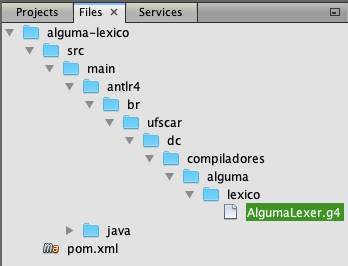 Projects Files × Services
alguma-lexico
src
main
antlr4
br
ufscar
dc
compiladores
alguma
lexico
AlgumaLexer.g4
java
pom.xml